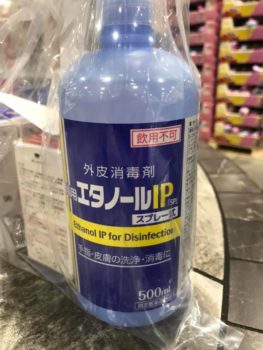 飲用不可
外皮消毒剤
エタノールIP
[SP]
スプレー式
Ethanol IP for Disinfection
手指・皮膚の洗浄・消毒に
500mL